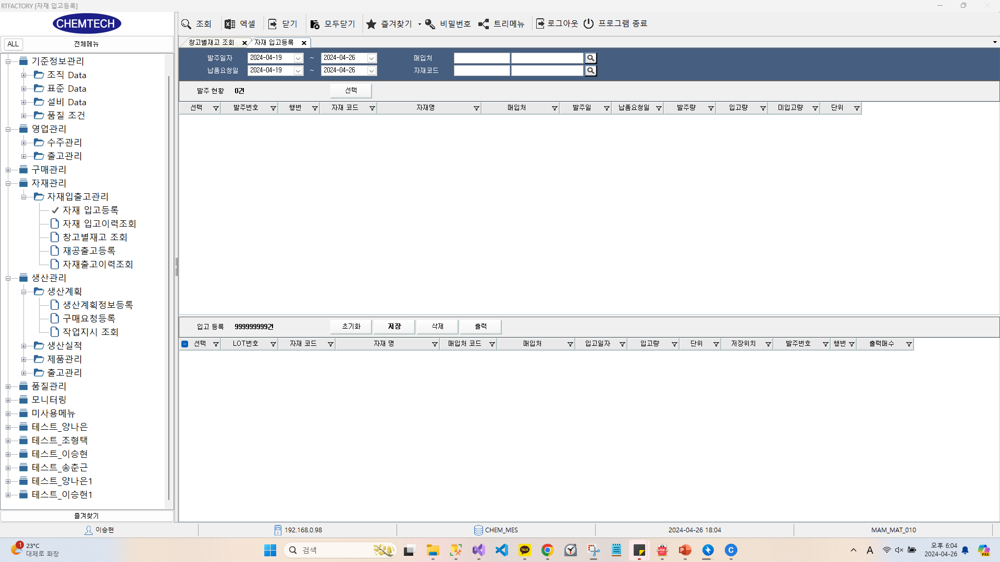 RTFACTORY [자재 입고등록]
CHEMTECH
조회 엑셀 닫기 모두닫기 즐겨찾기 비밀번호 트리메뉴 로그아웃 프로그램 종료
ALL 전체메뉴
창고별재고 조회 자재 입고등록
발주일자 2024-04-19 ~ 2024-04-26 매입처
납품요청일 2024-04-19 ~ 2024-04-26 자재코드
발주 현황 0건 선택
선택 발주번호 행번 자재 코드 자재명 매입처 발주일 납품요청일 발주량 입고량 미입고량 단위
기준정보관리
조직 Data
표준 Data
설비 Data
품질 조건
영업관리
수주관리
출고관리
구매관리
자재관리
자재입출고관리
자재 입고등록
자재 입고이력조회
창고별재고 조회
재공출고등록
자재출고이력조회
생산관리
생산계획
생산계획정보등록
구매요청등록
작업지시 조회
생산실적
제품관리
출고관리
품질관리
모니터링
미사용메뉴
테스트_양나은
테스트_조형택
테스트_이승현
테스트_송춘근
테스트_양나은1
테스트_이승현1
즐겨찾기
입고 등록 999999999건 초기화 저장 삭제 출력
선택 LOT번호 자재 코드 자재 명 매입처 코드 매입처 입고일자 입고량 단위 저장위치 발주번호 행번 출력매수
이승현 192.168.0.98 CHEM_MES 2024-04-26 18:04 MAM_MAT_010
1 23°C
대체로 화창
검색
TALK
PDF
P
C
A
오후 6:04
2024-04-26
PRE